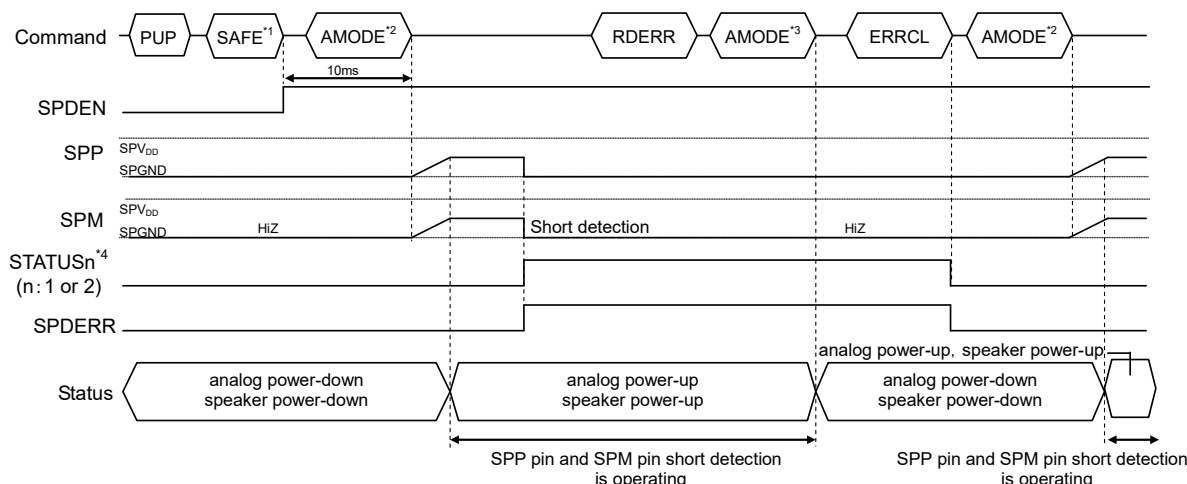 Command PUP SAFE*1 AMODE*2 RDERR AMODE*3 ERRCL AMODE*2
10ms
SPDEN
SPP SPVDD
SPGND
SPM SPVDD
SPGND HiZ Short detection HiZ
STATUSn*4
(n: 1 or 2)
SPDERR
analog power-up, speaker power-up
Status analog power-down analog power-up analog power-down
speaker power-down speaker power-up speaker power-down
SPP pin and SPM pin short detection SPP pin and SPM pin short detection
is operating is operating